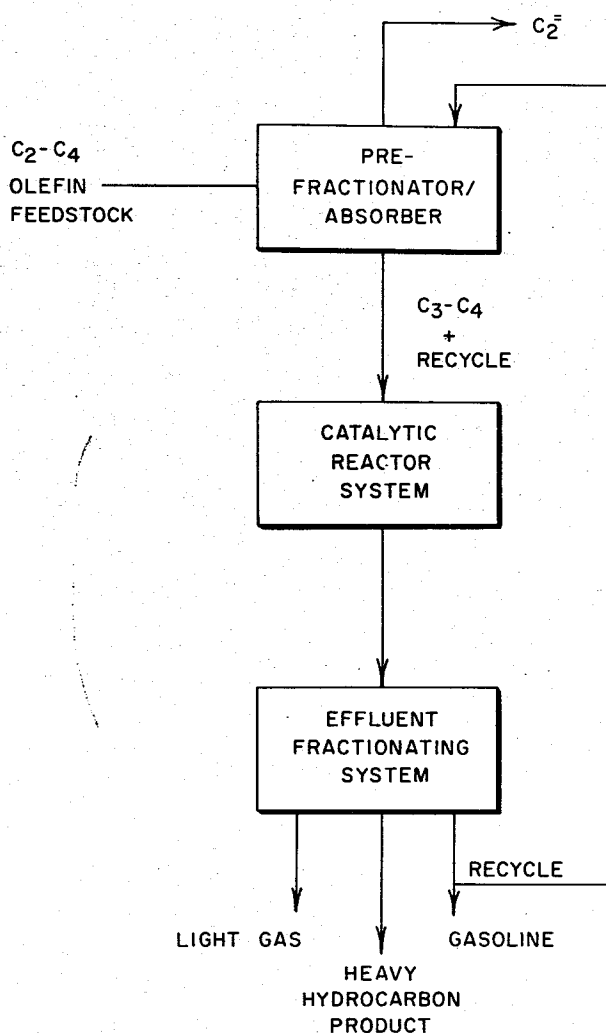 C₂⁼
C₂-C₄
OLEFIN
FEEDSTOCK
PRE-
FRACTIONATOR/
ABSORBER
C₃-C₄
+
RECYCLE
CATALYTIC
REACTOR
SYSTEM
EFFLUENT
FRACTIONATING
SYSTEM
RECYCLE
LIGHT GAS
GASOLINE
HEAVY
HYDROCARBON
PRODUCT